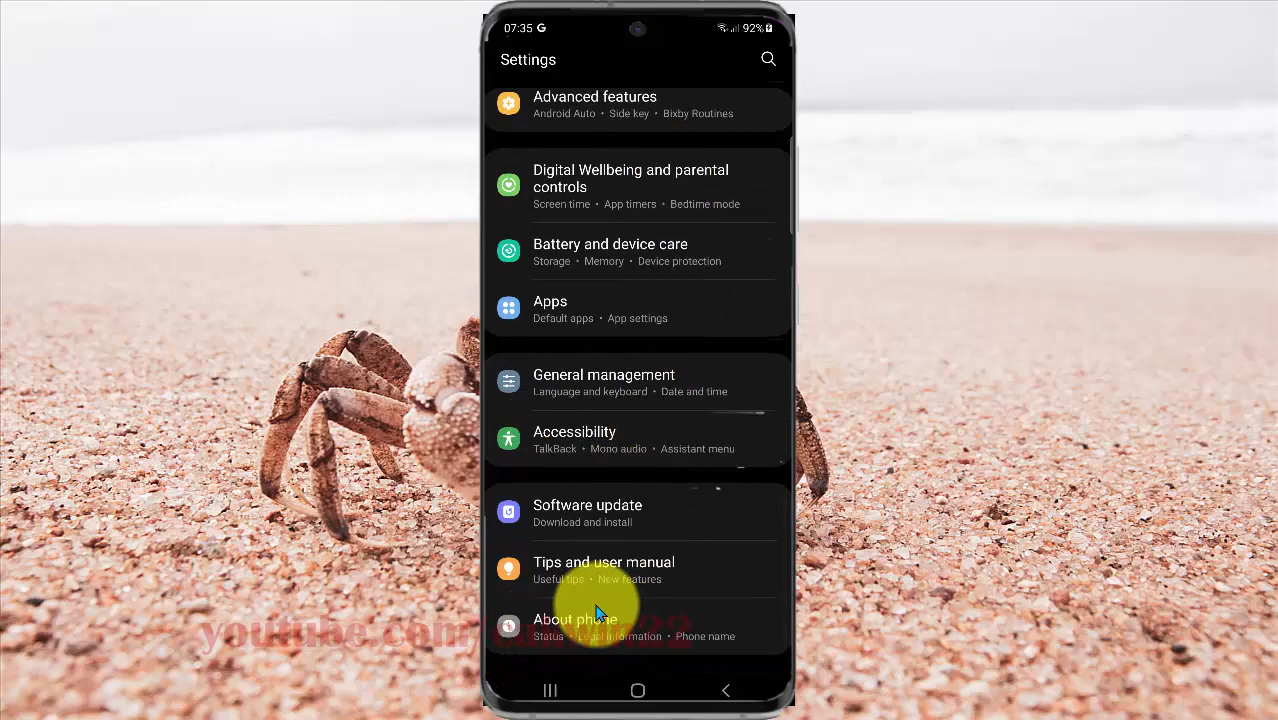 07:35 G
92%
Settings
Advanced features
Android Auto • Side key • Bixby Routines
Digital Wellbeing and parental
controls
Screen time • App timers • Bedtime mode
Battery and device care
Storage • Memory • Device protection
Apps
Default apps • App settings
General management
Language and keyboard • Date and time
Accessibility
TalkBack • Mono audio • Assistant menu
Software update
Download and install
Tips and user manual
Useful tips • New features
About phone
Status • Legal information • Phone name